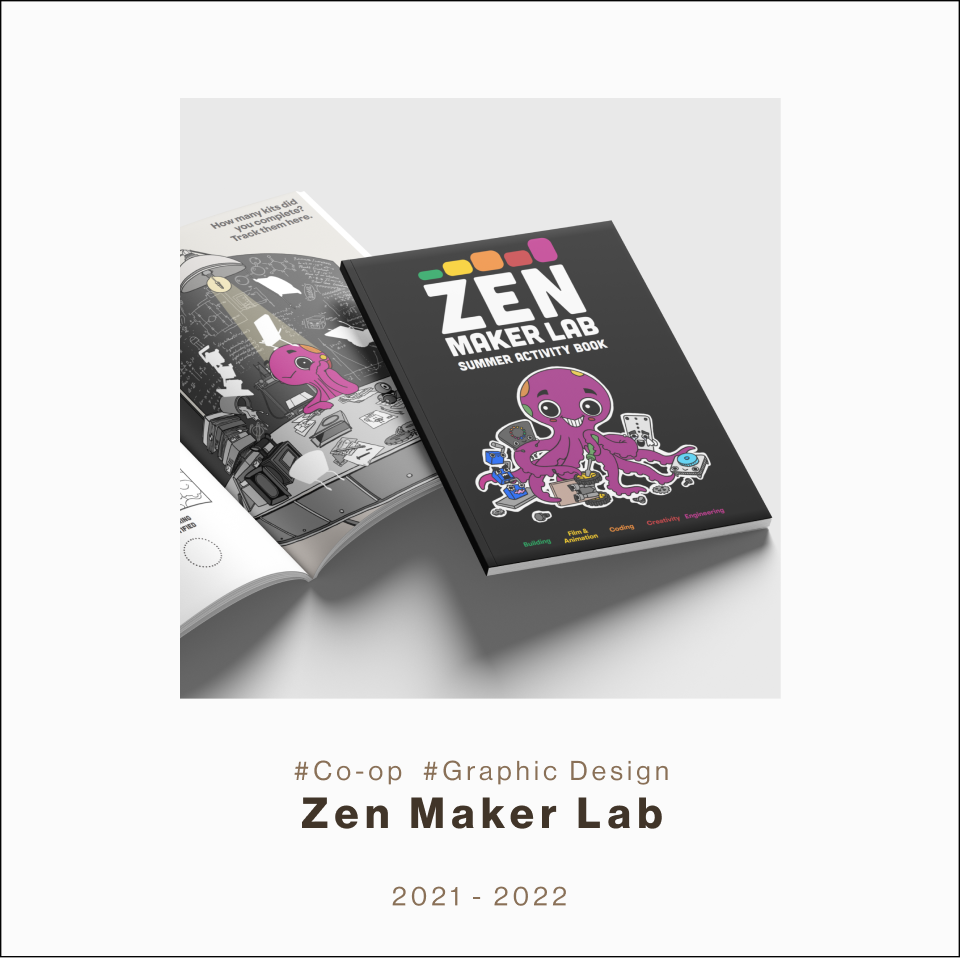 How many kits did
you complete?
Track them here.
ZEN
MAKER LAB
SUMMER ACTIVITY BOOK
Building
Film &
Animation
Coding
Creativity
Engineering
#Co-op #Graphic Design
Zen Maker Lab
2021 - 2022